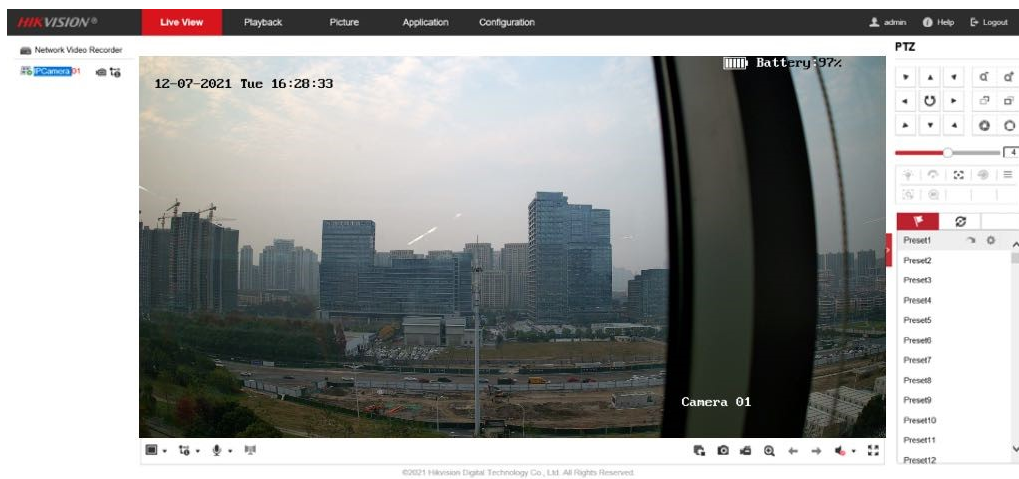 HIKVISION®
Live View
Playback
Picture
Application
Configuration
admin
Help
Logout
Network Video Recorder
IPCamera 01
12-07-2021 Tue 16:28:33
Battery:97%
Camera 01
PTZ
4
Preset1
Preset2
Preset3
Preset4
Preset5
Preset6
Preset7
Preset8
Preset9
Preset10
Preset11
Preset12
©2021 Hikvision Digital Technology Co., Ltd. All Rights Reserved.